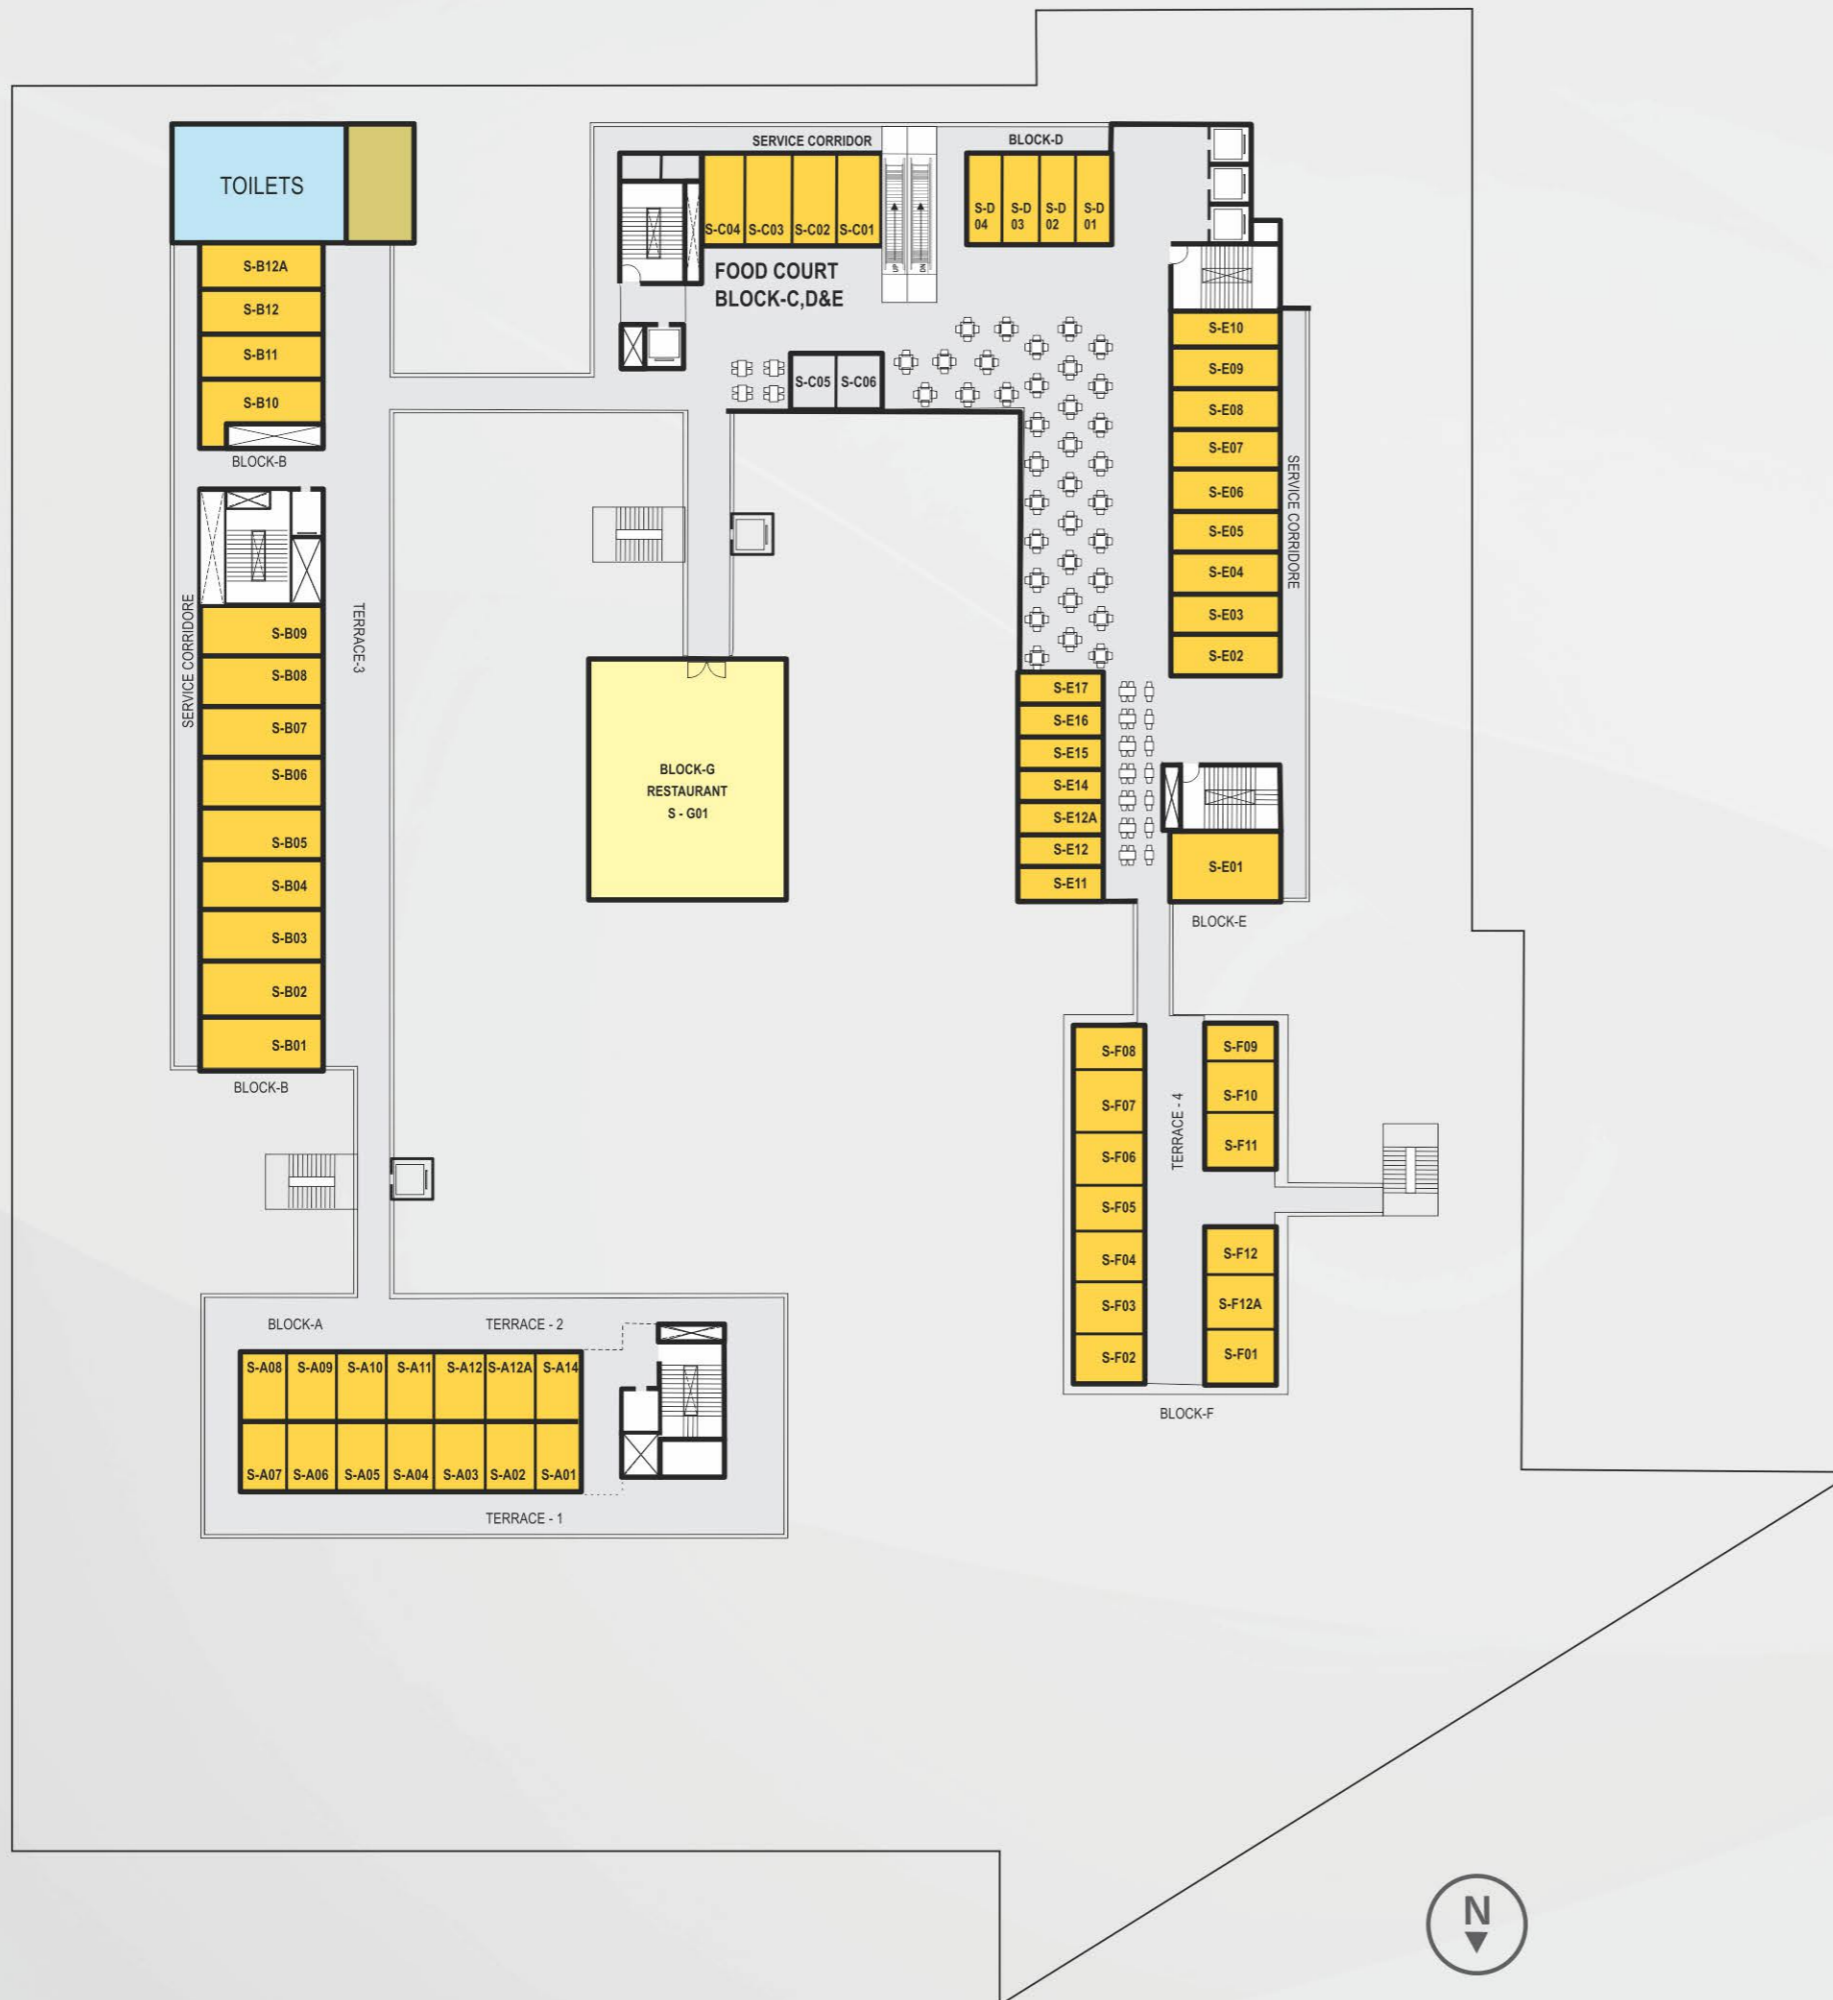 SERVICE CORRIDOR
BLOCK-D
TOILETS
S-C04
S-C03
S-C02
S-C01
UP
DN
S-D
04
S-D
03
S-D
02
S-D
01
FOOD COURT
BLOCK-C,D&E
S-C05
S-C06
S-B12A
S-B12
S-B11
S-B10
BLOCK-B
SERVICE CORRIDORE
TERRACE-3
S-B09
S-B08
S-B07
S-B06
S-B05
S-B04
S-B03
S-B02
S-B01
BLOCK-B
BLOCK-G
RESTAURANT
S - G01
S-E10
S-E09
S-E08
S-E07
S-E06
S-E05
S-E04
S-E03
S-E02
SERVICE CORRIDORE
S-E17
S-E16
S-E15
S-E14
S-E12A
S-E12
S-E11
S-E01
BLOCK-E
S-F08
S-F07
S-F06
S-F05
S-F04
S-F03
S-F02
TERRACE - 4
S-F09
S-F10
S-F11
S-F12
S-F12A
S-F01
BLOCK-F
BLOCK-A
TERRACE - 2
S-A08
S-A09
S-A10
S-A11
S-A12
S-A12A
S-A14
S-A07
S-A06
S-A05
S-A04
S-A03
S-A02
S-A01
TERRACE - 1
N